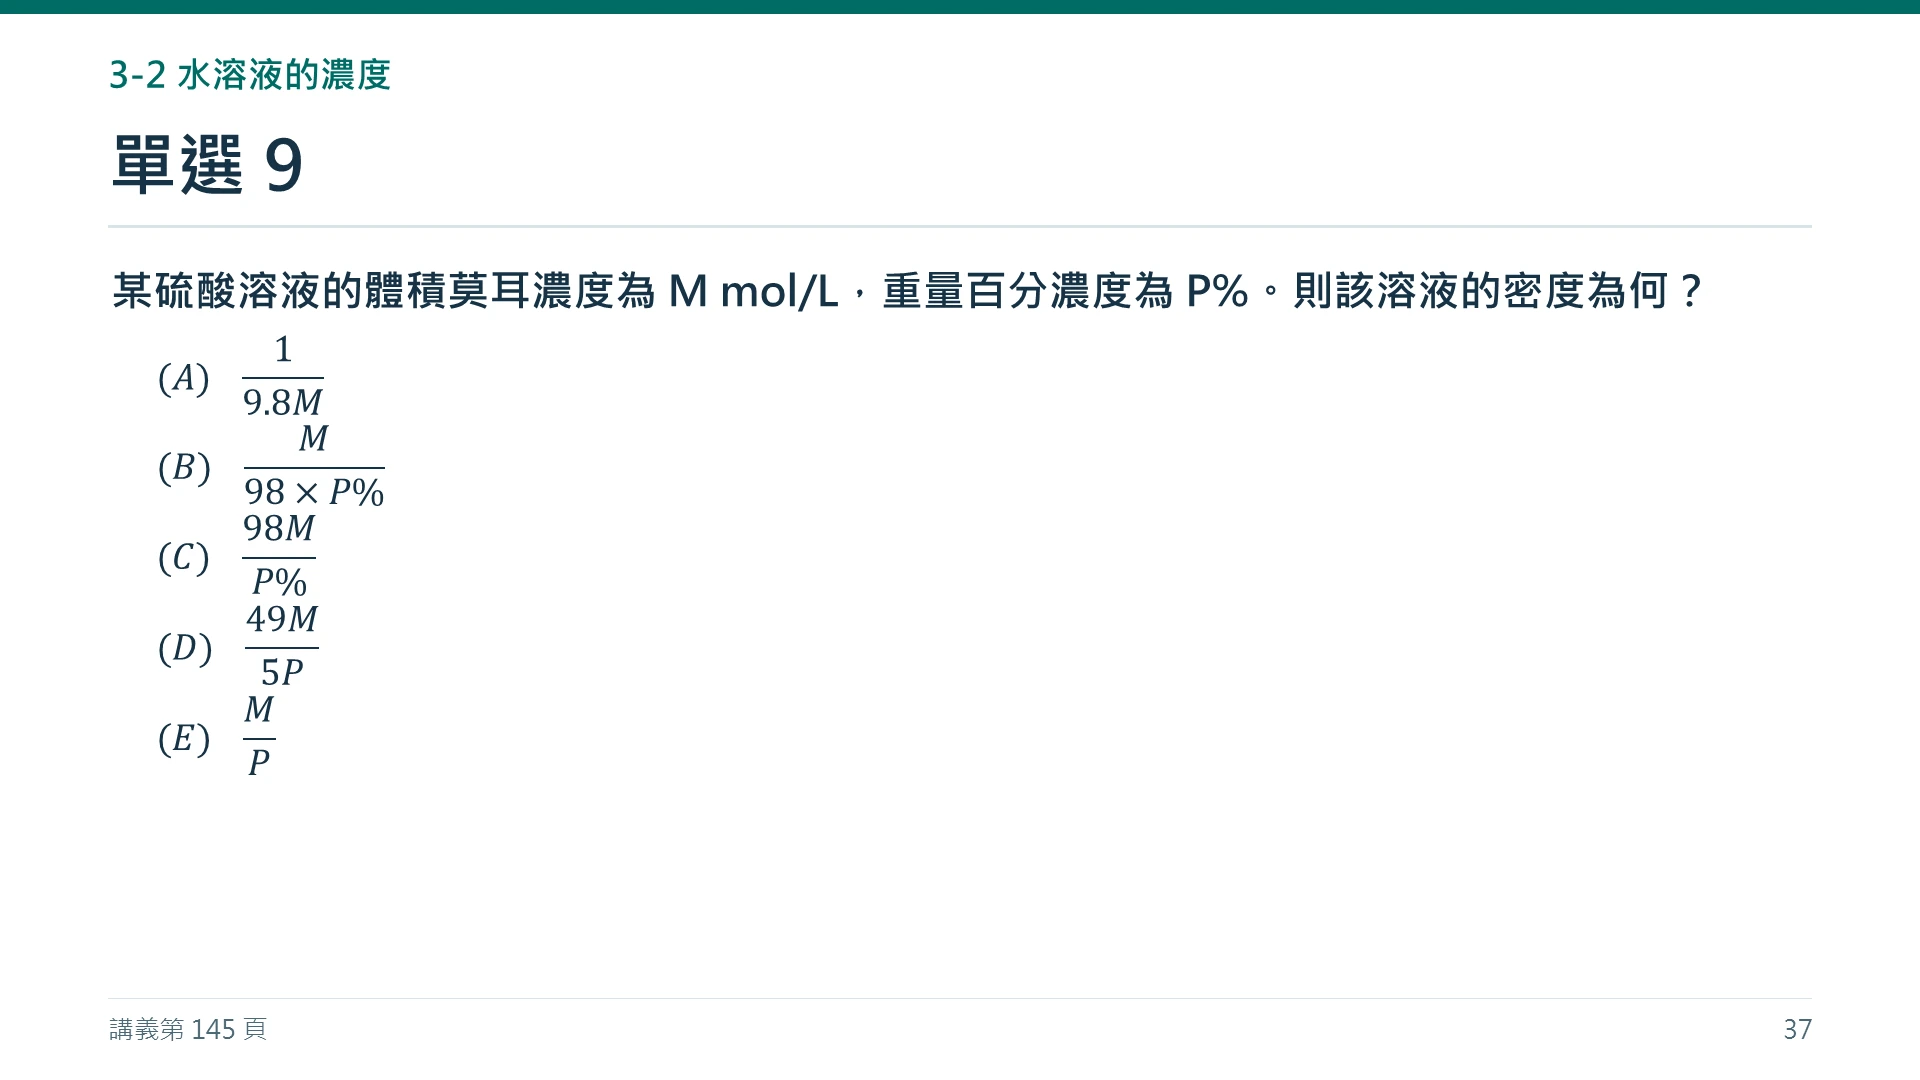 3-2 水溶液的濃度
單選 9
某硫酸溶液的體積莫耳濃度為 M mol/L，重量百分濃度為 P%。則該溶液的密度為何？
(A) 1
9.8M
(B) M
98 × P%
(C) 98M
P%
(D) 49M
5P
(E) M
P
講義第 145 頁
37